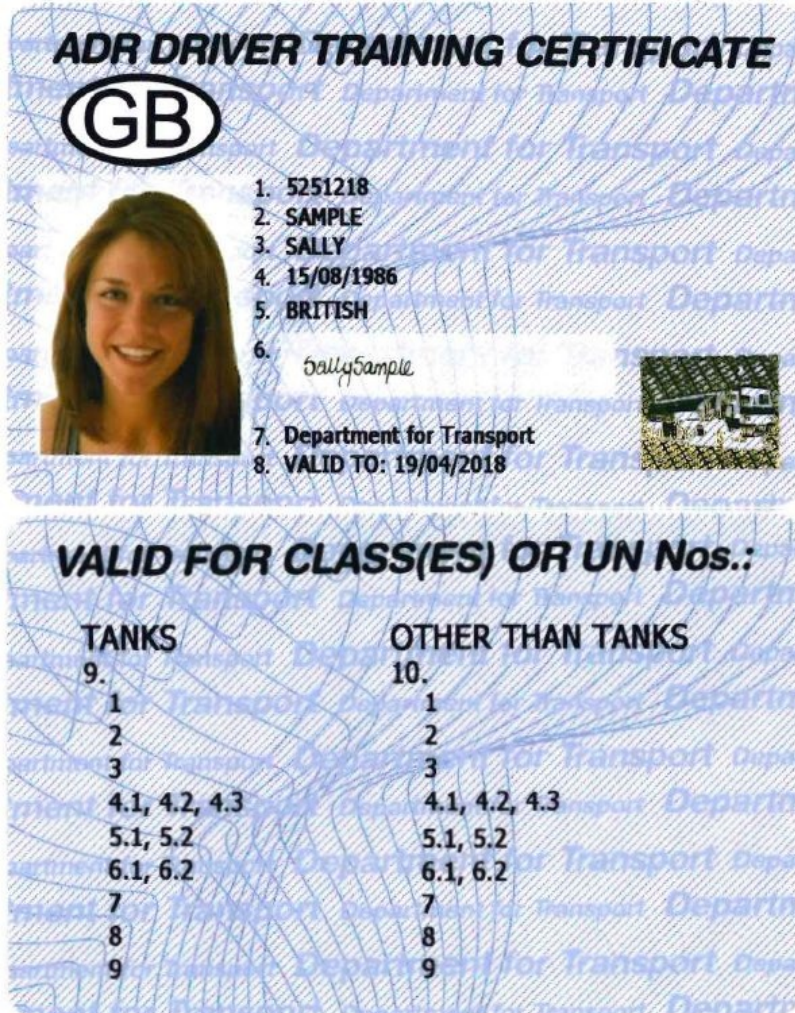 ADR DRIVER TRAINING CERTIFICATE
GB
1. 5251218
2. SAMPLE
3. SALLY
4. 15/08/1986
5. BRITISH
6. SallySample
7. Department for Transport
8. VALID TO: 19/04/2018
VALID FOR CLASS(ES) OR UN Nos.:
TANKS OTHER THAN TANKS
9. 10.
1 1
2 2
3 3
4.1, 4.2, 4.3 4.1, 4.2, 4.3
5.1, 5.2 5.1, 5.2
6.1, 6.2 6.1, 6.2
7 7
8 8
9 9